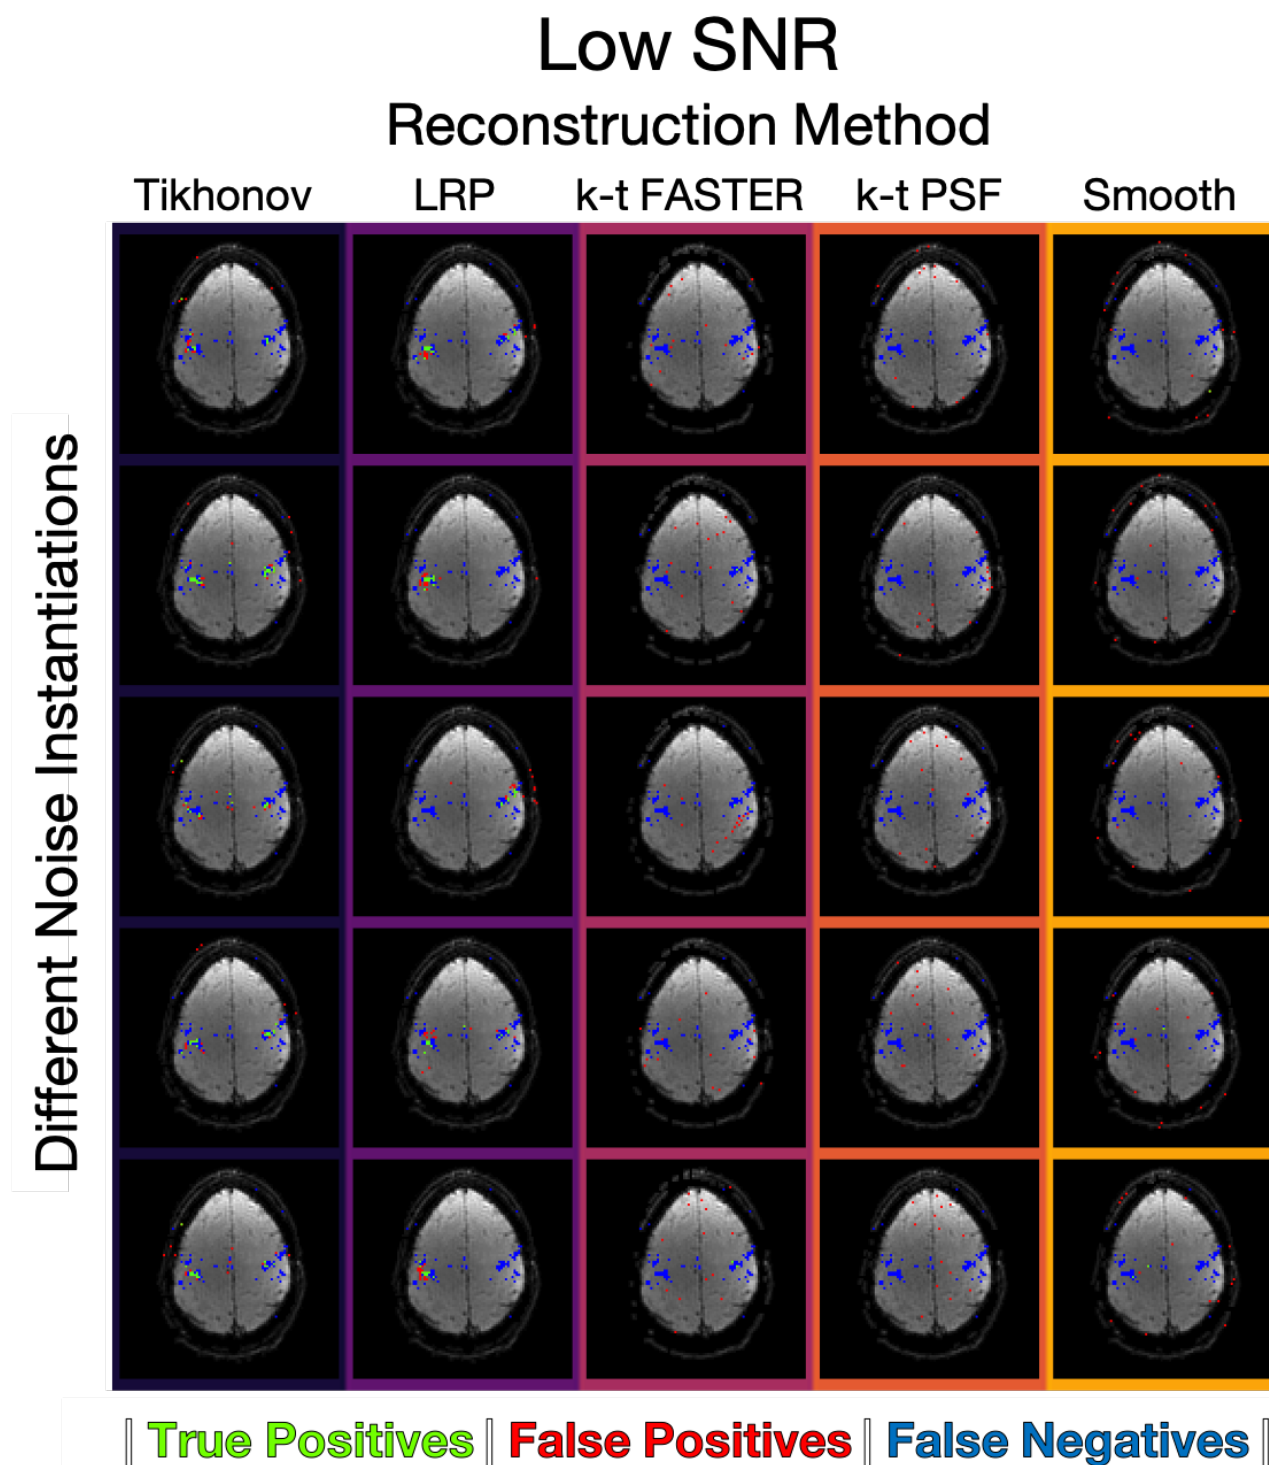 Low SNR
Reconstruction Method
Tikhonov LRP k-t FASTER k-t PSF Smooth
Different Noise Instantiations
True Positives False Positives False Negatives